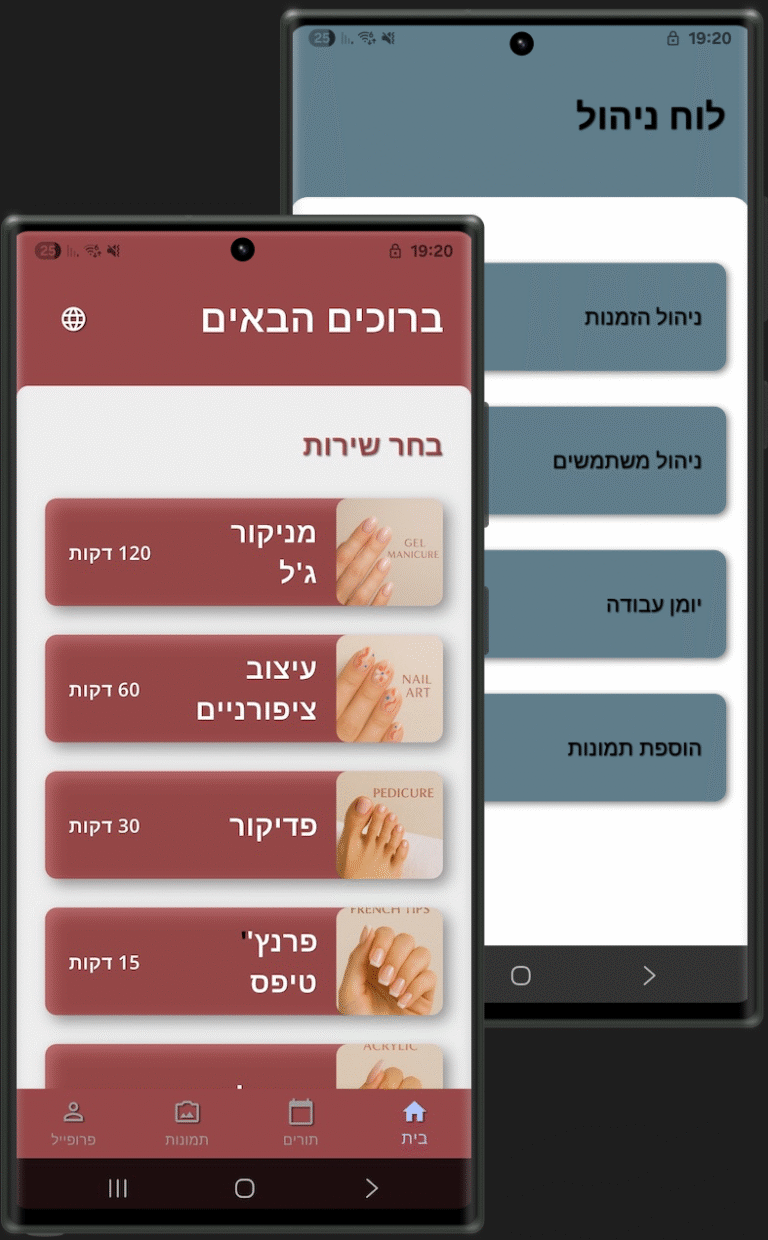 25 19:20
לוח ניהול
ניהול הזמנות
ניהול משתמשים
יומן עבודה
הוספת תמונות
25 19:20
ברוכים הבאים
בחר שירות
GEL
MANICURE
מניקור
ג'ל
120 דקות
NAIL
ART
עיצוב
ציפורניים
60 דקות
PEDICURE
פדיקור
30 דקות
FRENCH TIPS
פרנץ''
טיפס
15 דקות
ACRYLIC
בית
תורים
תמונות
פרופייל